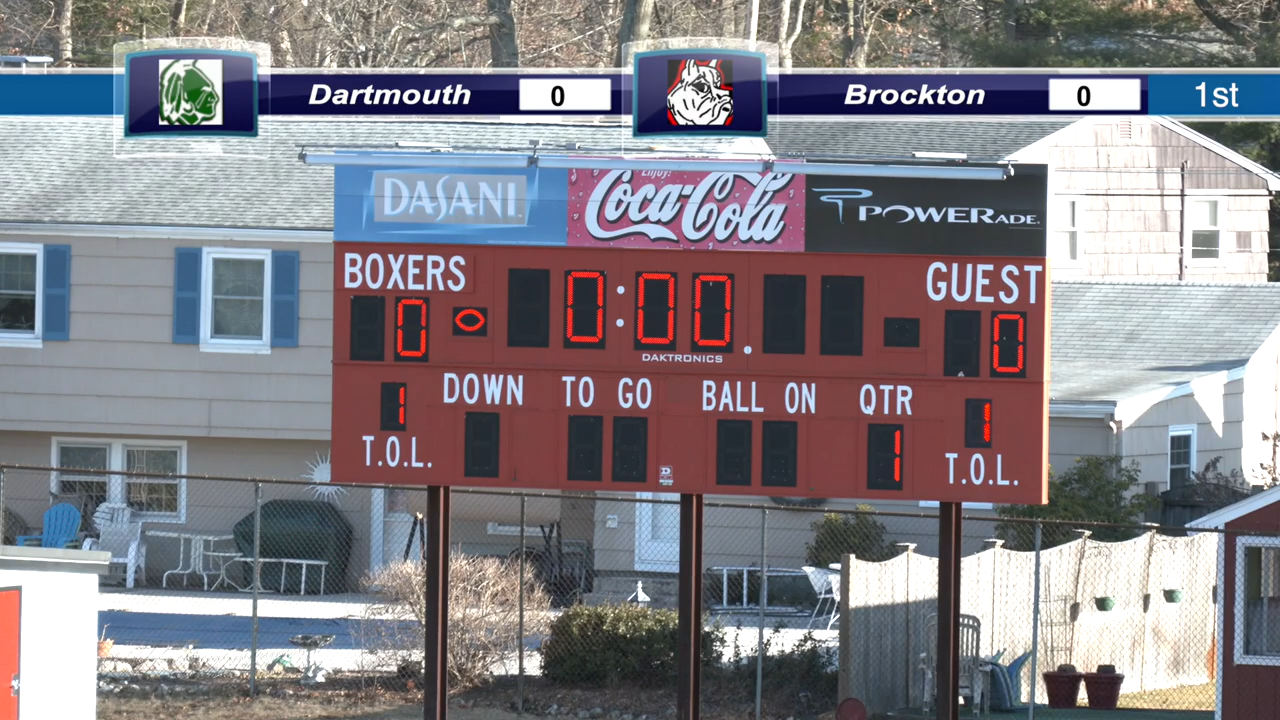 Dartmouth 0 Brockton 0 1st
DASANI Enjoy! Coca-Cola POWERADE
BOXERS GUEST
0 0:00 0
DAKTRONICS
DOWN TO GO BALL ON QTR
1 1 1
T.O.L. T.O.L.